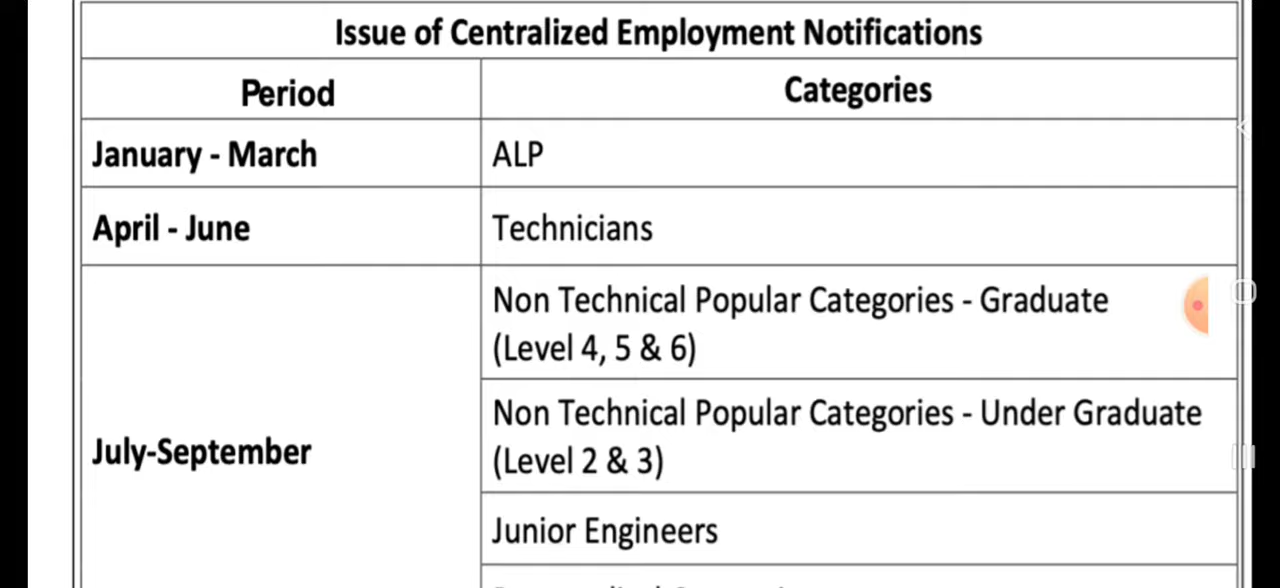 Issue of Centralized Employment Notifications
Period
Categories
January - March
ALP
April - June
Technicians
July-September
Non Technical Popular Categories - Graduate
(Level 4, 5 & 6)
Non Technical Popular Categories - Under Graduate
(Level 2 & 3)
Junior Engineers